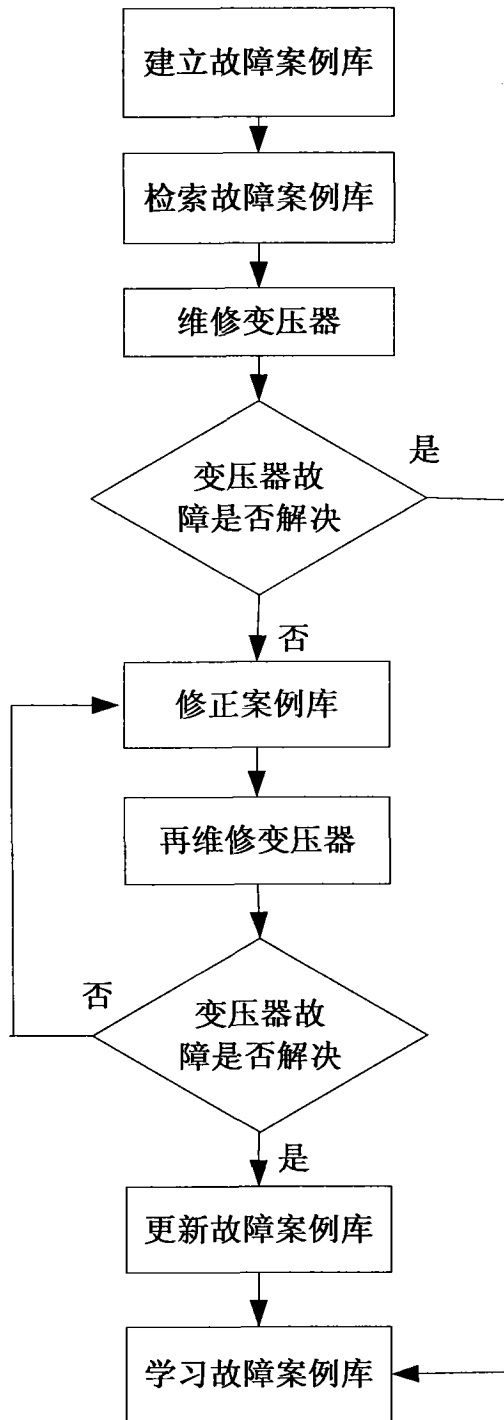 建立故障案例库
检索故障案例库
维修变压器
变压器故
障是否解决
是
否
修正案例库
再维修变压器
变压器故
障是否解决
否
是
更新故障案例库
学习故障案例库